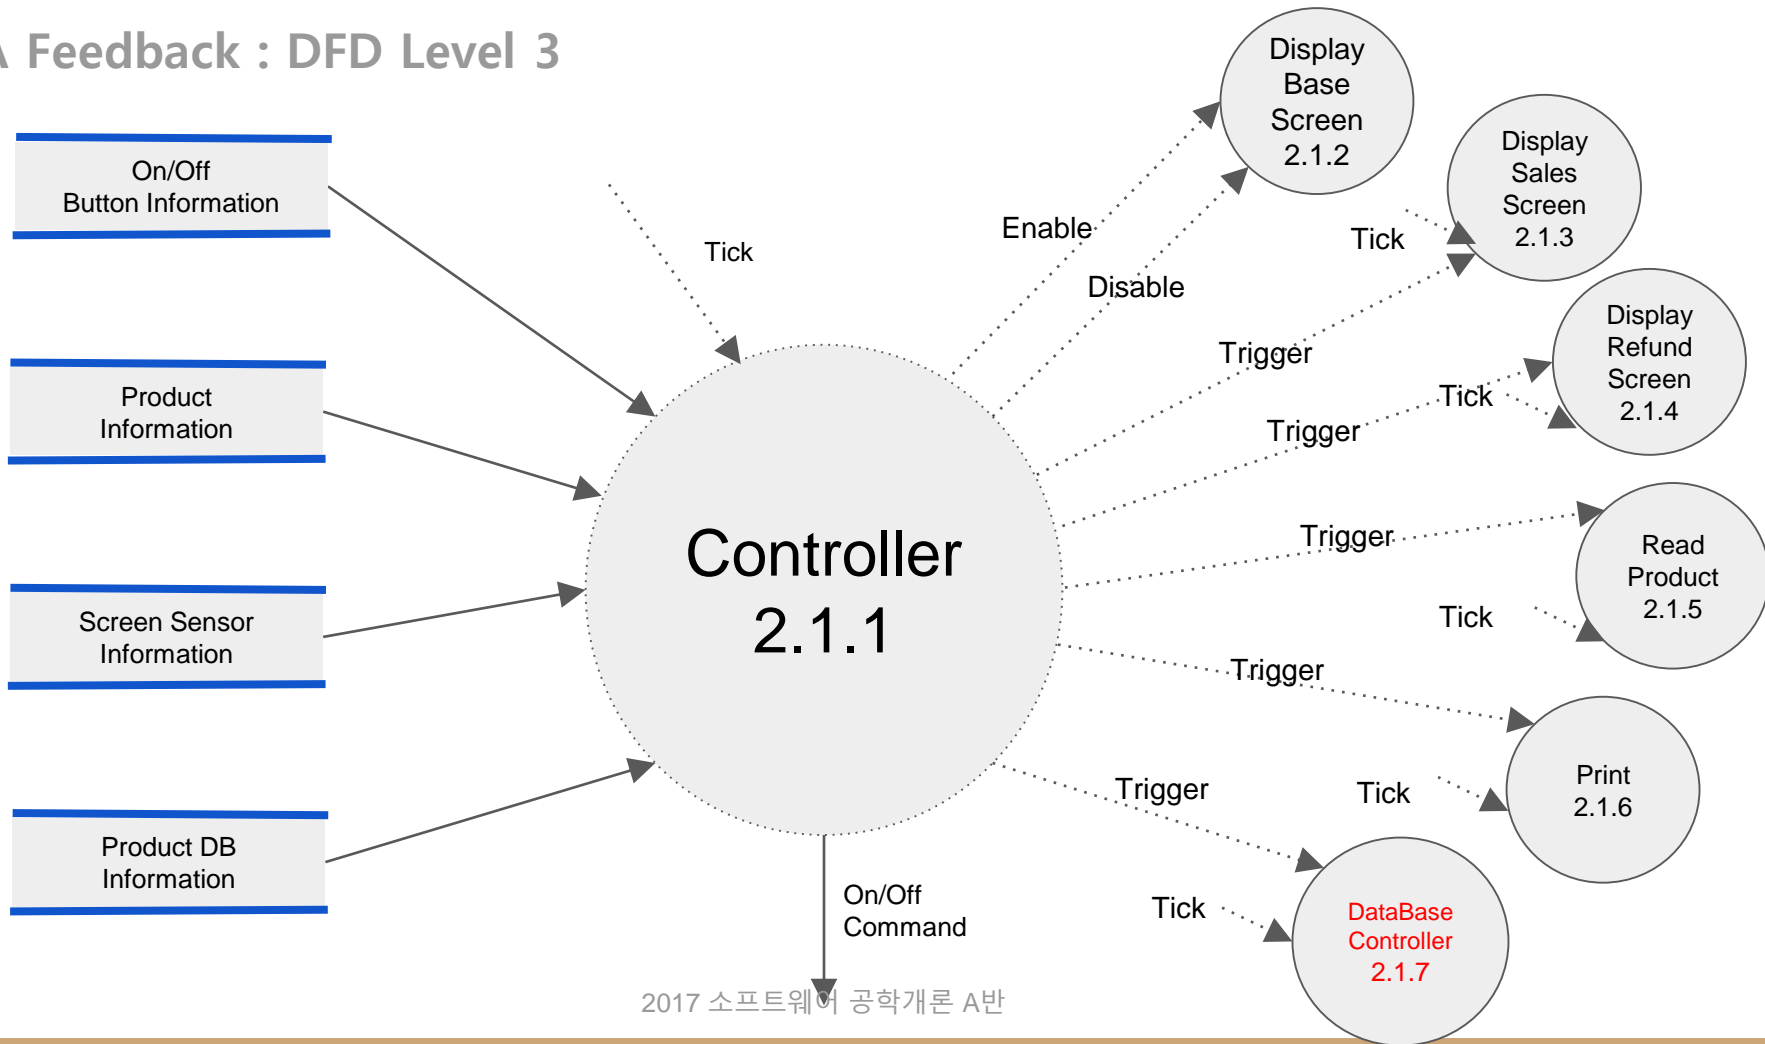 A Feedback : DFD Level 3
On/Off
Button Information
Product
Information
Screen Sensor
Information
Product DB
Information
Tick
Controller
2.1.1
On/Off
Command
Enable
Disable
Trigger
Trigger
Trigger
Trigger
Trigger
Tick
Tick
Tick
Tick
Tick
Display
Base
Screen
2.1.2
Display
Sales
Screen
2.1.3
Display
Refund
Screen
2.1.4
Read
Product
2.1.5
Print
2.1.6
DataBase
Controller
2.1.7
2017 소프트웨어 공학개론 A반